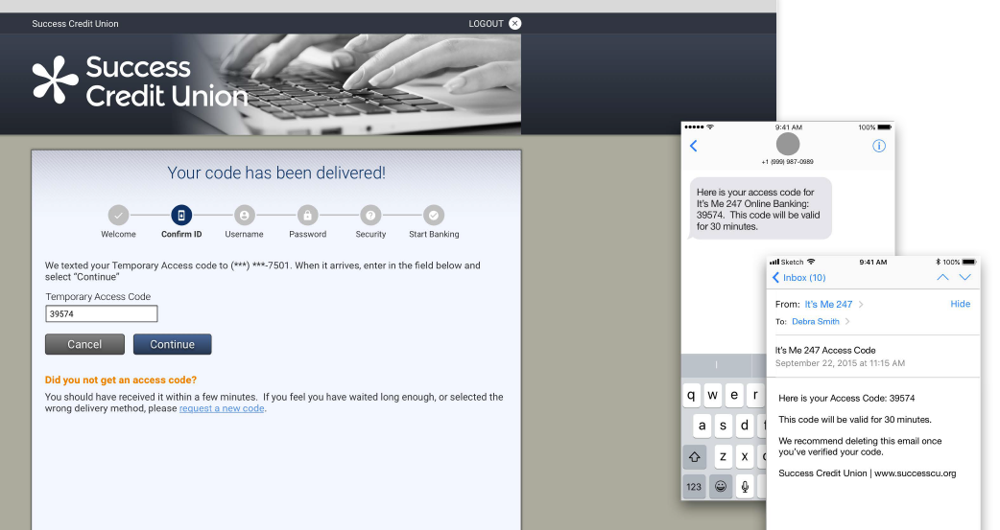 Success Credit Union
LOGOUT
Success
Credit Union
Your code has been delivered!
Welcome
Confirm ID
Username
Password
Security
Start Banking
We texted your Temporary Access code to (***) ***-7501. When it arrives, enter in the field below and
select “Continue”
Temporary Access Code
39574
Cancel
Continue
Did you not get an access code?
You should have received it within a few minutes. If you feel you have waited long enough, or selected the
wrong delivery method, please request a new code.
9:41 AM
100%
+1 (999) 987-0989
Here is your access code for
It's Me 247 Online Banking:
39574. This code will be valid
for 30 minutes.
I
q w e r
a s d f
z x c
123
Sketch
9:41 AM
100%
Inbox (10)
From: It's Me 247
Hide
To: Debra Smith
It's Me 247 Access Code
September 22, 2015 at 11:15 AM
Here is your Access Code: 39574
This code will be valid for 30 minutes.
We recommend deleting this email once
you've verified your code.
Success Credit Union | www.successcu.org